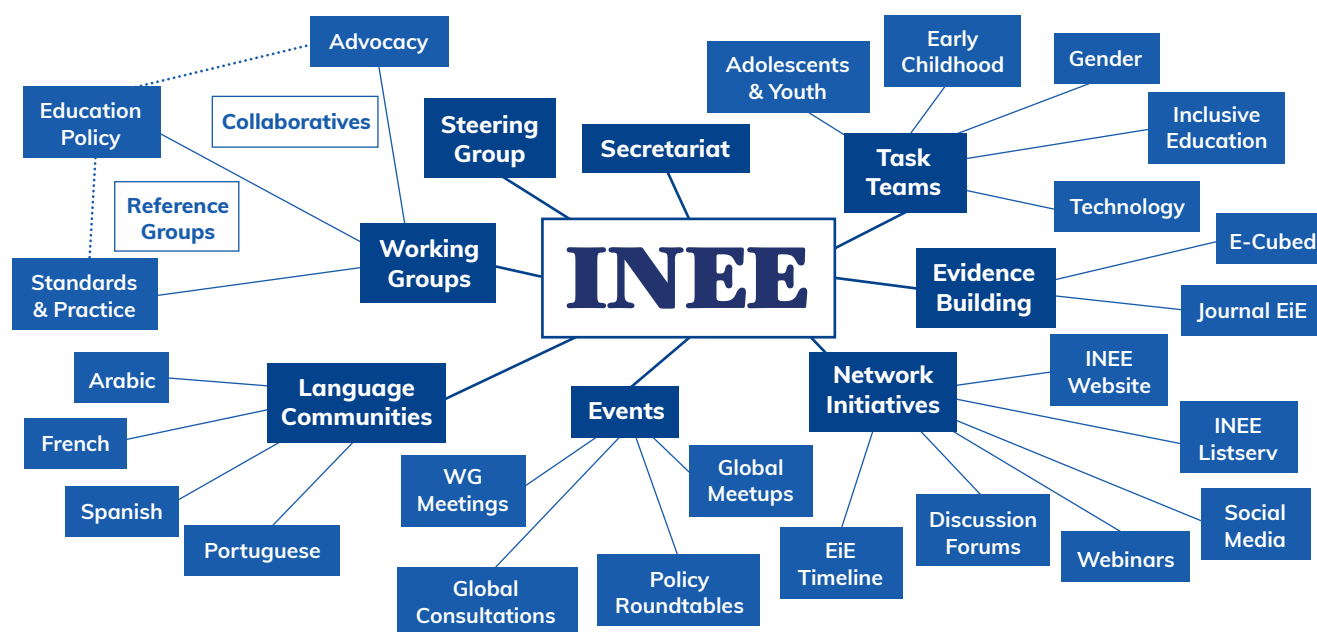 Advocacy
Education
Policy
Collaboratives
Reference
Groups
Standards
& Practice
Working
Groups
Steering
Group
Secretariat
INEE
Adolescents
& Youth
Early
Childhood
Gender
Inclusive
Education
Technology
Task
Teams
Evidence
Building
E-Cubed
Journal EiE
Language
Communities
Arabic
French
Spanish
Portuguese
Events
WG
Meetings
Global
Consultations
Policy
Roundtables
Global
Meetups
Network
Initiatives
INEE
Website
INEE
Listserv
Social
Media
Webinars
Discussion
Forums
EiE
Timeline